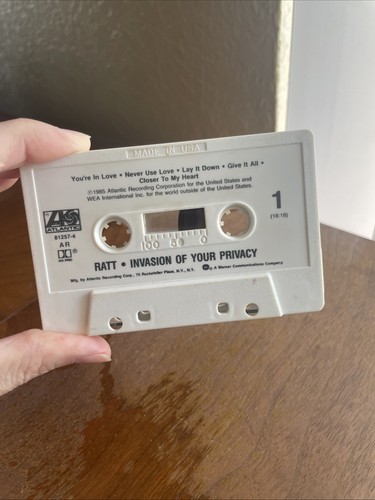 MADE IN USA
You're In Love • Never Use Love • Lay It Down • Give It All •
Closer To My Heart
℗1985 Atlantic Recording Corporation for the United States and
WEA International Inc. for the world outside of the United States.
1
(18:18)
ATLANTIC
81257-4
AR
100 50 0
RATT • INVASION OF YOUR PRIVACY
Mfg. by Atlantic Recording Corp., 75 Rockefeller Plaza, N.Y., N.Y. A Warner Communications Company